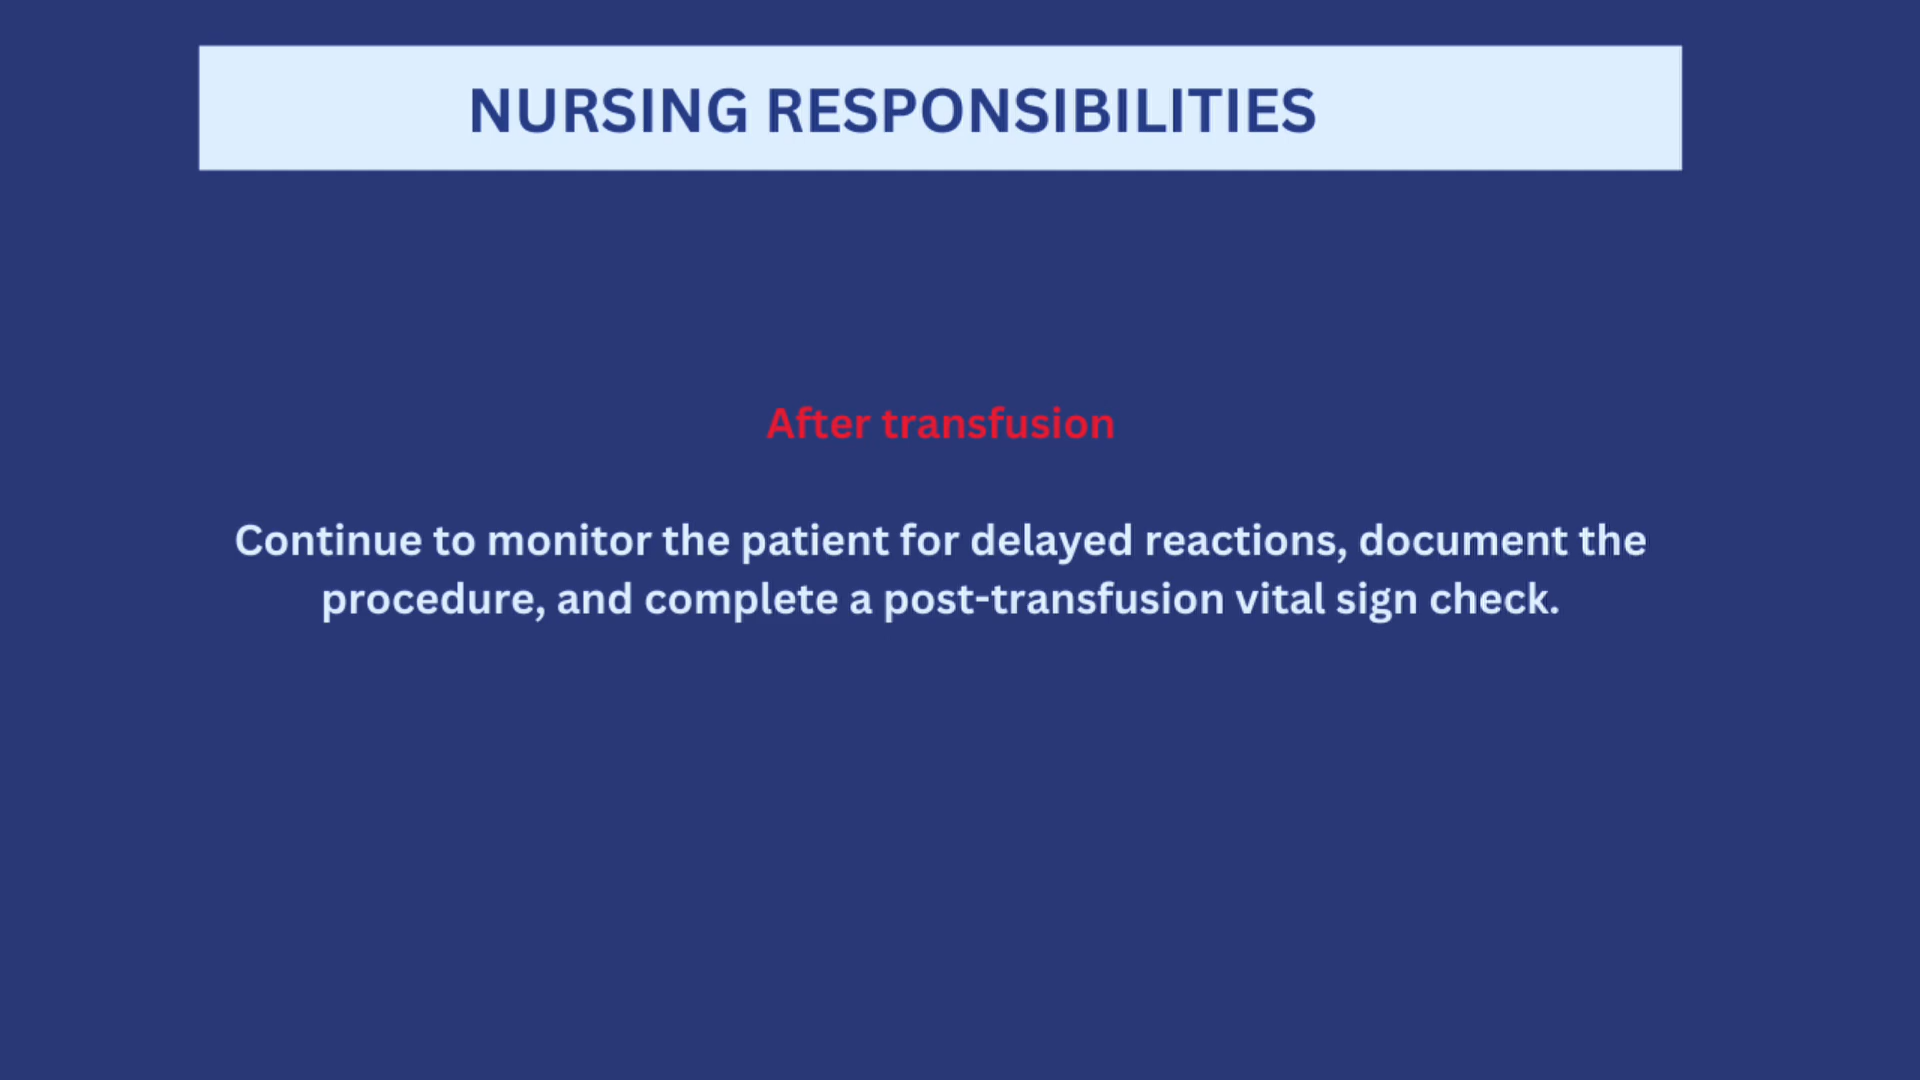 NURSING RESPONSIBILITIES
After transfusion
Continue to monitor the patient for delayed reactions, document the
procedure, and complete a post-transfusion vital sign check.